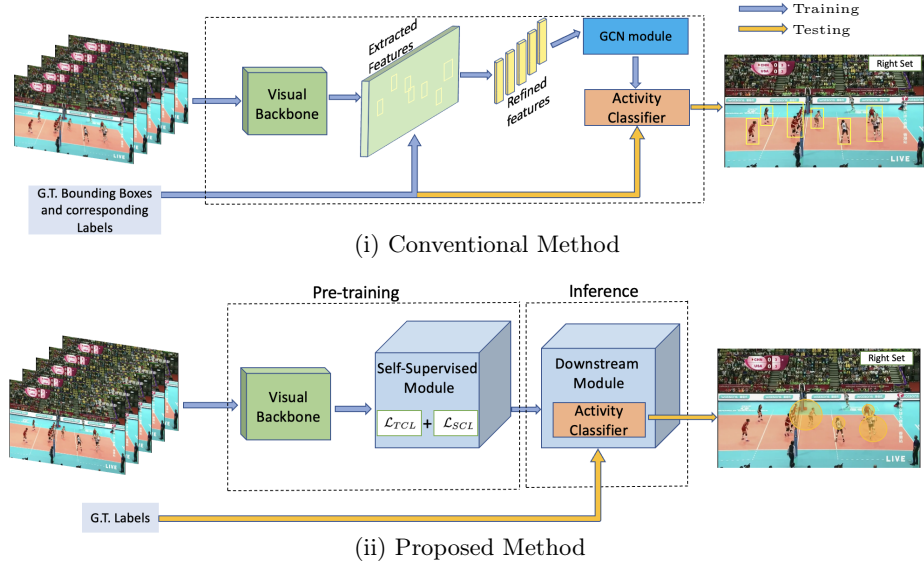 Training
Testing
Extracted
Features
GCN module
Right Set
Visual
Backbone
Refined
features
Activity
Classifier
LIVE
G.T. Bounding Boxes
and corresponding
Labels
(i) Conventional Method
Pre-training
Inference
Self-Supervised
Module
Downstream
Module
Right Set
Visual
Backbone
ℒTCL + ℒSCL
Activity
Classifier
LIVE
G.T. Labels
(ii) Proposed Method